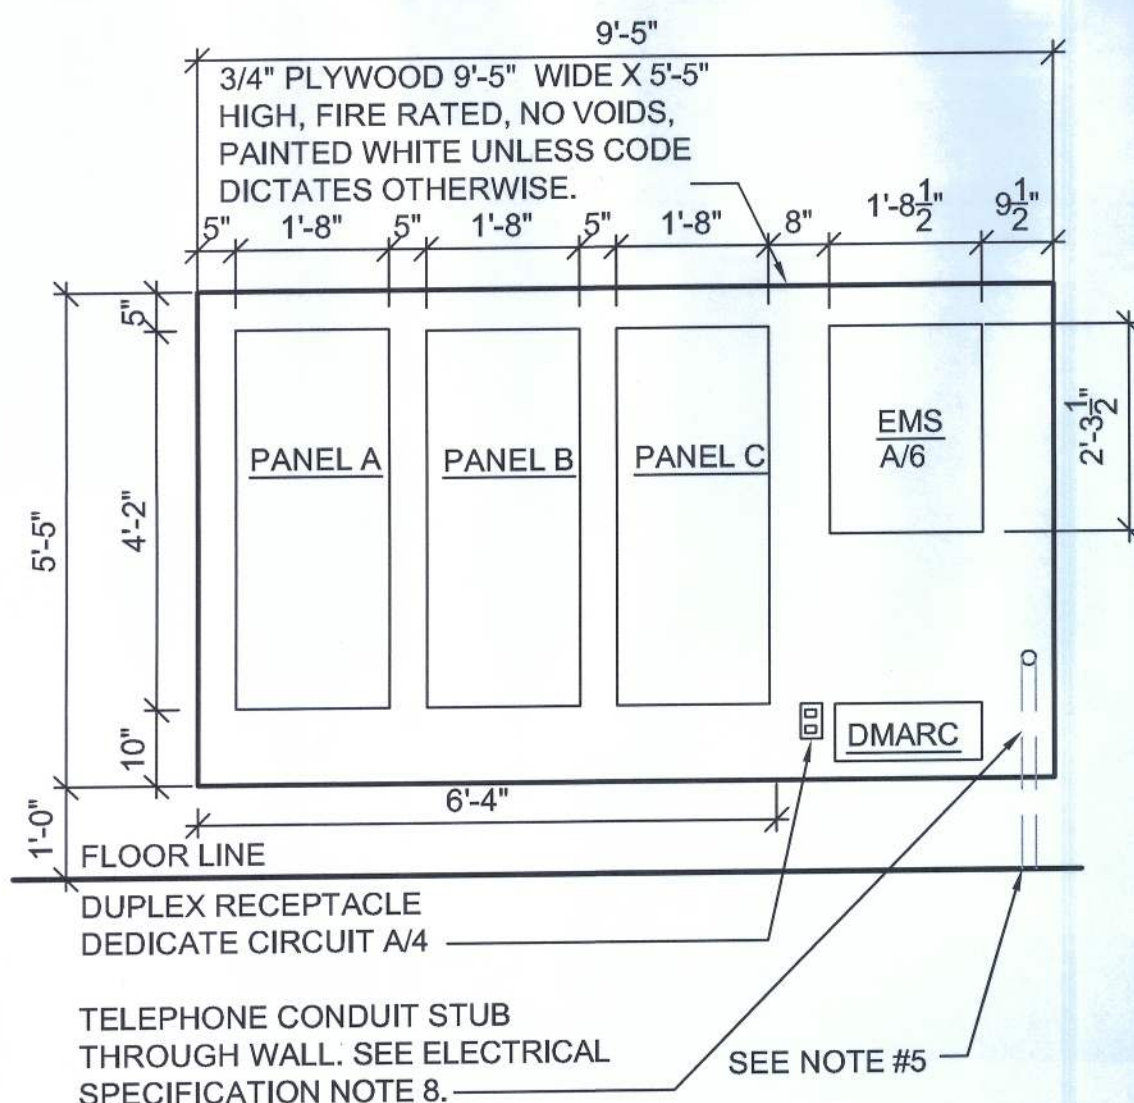 9'-5"
3/4" PLYWOOD 9'-5" WIDE X 5'-5"
HIGH, FIRE RATED, NO VOIDS,
PAINTED WHITE UNLESS CODE
DICTATES OTHERWISE.
5" 1'-8" 5" 1'-8" 5" 1'-8" 8" 1'-8 1/2" 9 1/2"
5"
PANEL A
PANEL B
PANEL C
EMS
A/6
2'-3 1/2"
5'-5"
4'-2"
10"
DMARC
6'-4"
1'-0"
FLOOR LINE
DUPLEX RECEPTACLE
DEDICATE CIRCUIT A/4
TELEPHONE CONDUIT STUB
THROUGH WALL. SEE ELECTRICAL
SPECIFICATION NOTE 8.
SEE NOTE #5